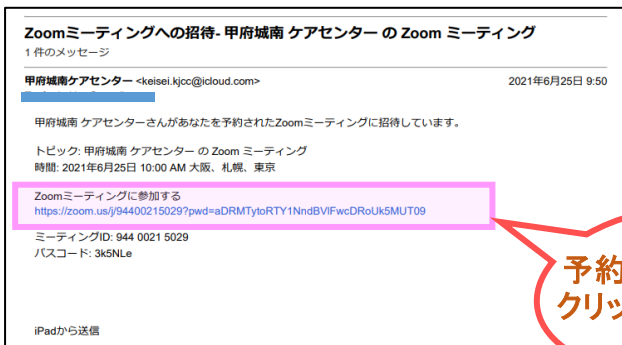 Zoomミーティングへの招待- 甲府城南 ケアセンター の Zoom ミーティング
1 件のメッセージ
甲府城南ケアセンター <keisei.kjcc@icloud.com> 2021年6月25日 9:50
甲府城南 ケアセンターさんがあなたを予約されたZoomミーティングに招待しています。
トピック: 甲府城南 ケアセンター の Zoom ミーティング
時間: 2021年6月25日 10:00 AM 大阪、札幌、東京
Zoomミーティングに参加する
https://zoom.us/j/94400215029?pwd=aDRMTytoRTY1NndBVlFwcDRoUk5MUT09
ミーティングID: 944 0021 5029
パスコード: 3k5NLe
予約
クリッ
iPadから送信